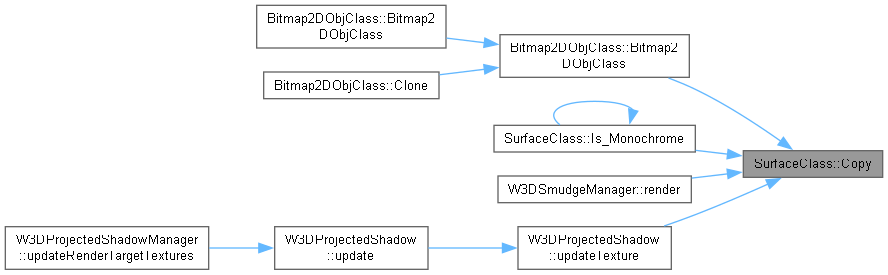 Bitmap2DObjClass::Bitmap2
DObjClass
Bitmap2DObjClass::Bitmap2
DObjClass
Bitmap2DObjClass::Clone
SurfaceClass::Is_Monochrome
SurfaceClass::Copy
W3DSmudgeManager::render
W3DProjectedShadowManager
::updateRenderTargetTextures
W3DProjectedShadow
::update
W3DProjectedShadow
::updateTexture